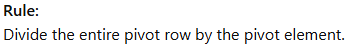 Rule:
Divide the entire pivot row by the pivot element.